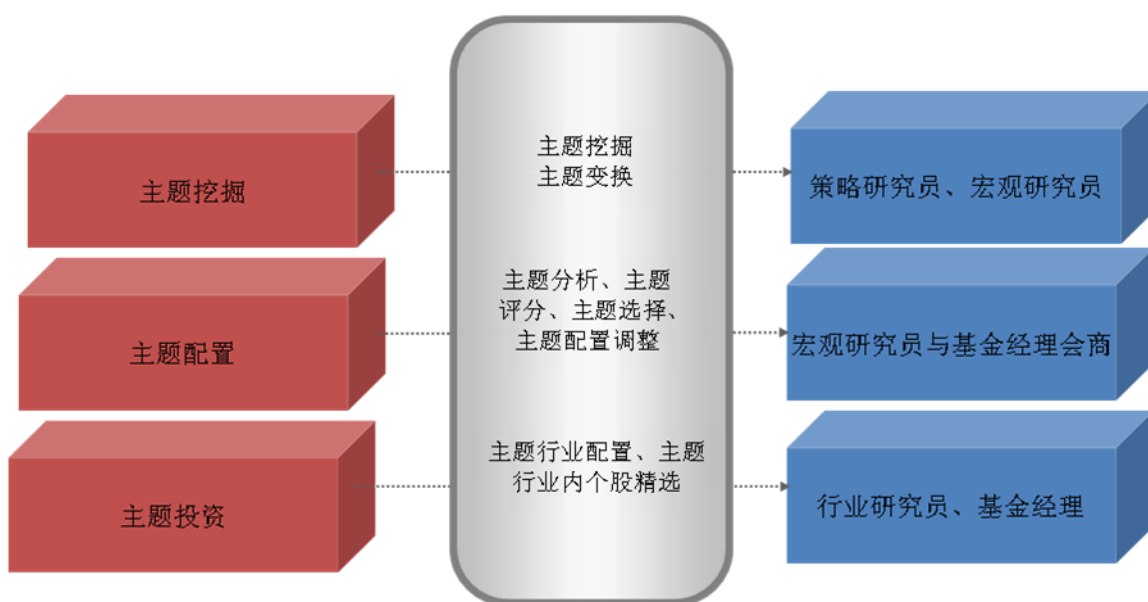 主题挖掘
主题挖掘
主题变换
策略研究员、宏观研究员
主题配置
主题分析、主题
评分、主题选择、
主题配置调整
宏观研究员与基金经理会商
主题投资
主题行业配置、主题
行业内个股精选
行业研究员、基金经理